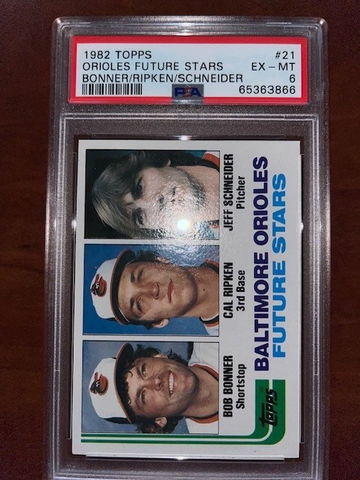 1982 TOPPS #21
ORIOLES FUTURE STARS EX-MT
BONNER/RIPKEN/SCHNEIDER 6
PSA 65363866
BOB BONNER
Shortstop
CAL RIPKEN
3rd Base
JEFF SCHNEIDER
Pitcher
BALTIMORE ORIOLES
FUTURE STARS
Topps